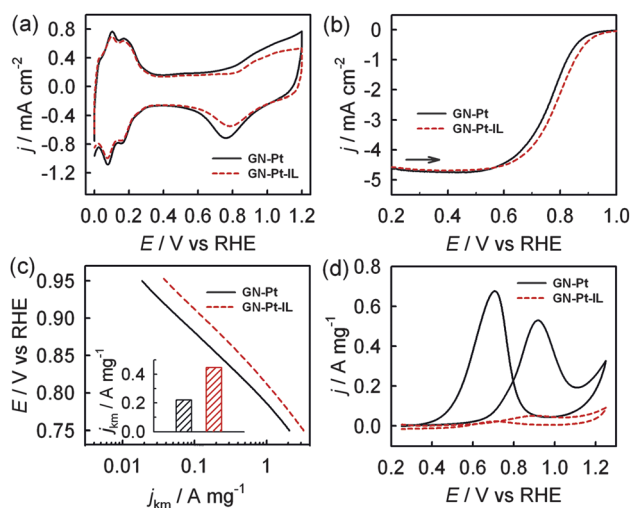 (a)
0.8
0.4
0.0
-0.4
-0.8
-1.2
j / mA cm-2
GN-Pt
GN-Pt-IL
0.0 0.2 0.4 0.6 0.8 1.0 1.2
E / V vs RHE
(b)
0
-1
-2
-3
-4
-5
j / mA cm-2
GN-Pt
GN-Pt-IL
0.2 0.4 0.6 0.8 1.0
E / V vs RHE
(c)
0.95
0.90
0.85
0.80
0.75
E / V vs RHE
GN-Pt
GN-Pt-IL
0.4
0.2
0.0
jkm / A mg-1
0.01 0.1 1
jkm / A mg-1
(d)
0.8
0.6
0.4
0.2
0.0
j / A mg-1
GN-Pt
GN-Pt-IL
0.2 0.4 0.6 0.8 1.0 1.2
E / V vs RHE